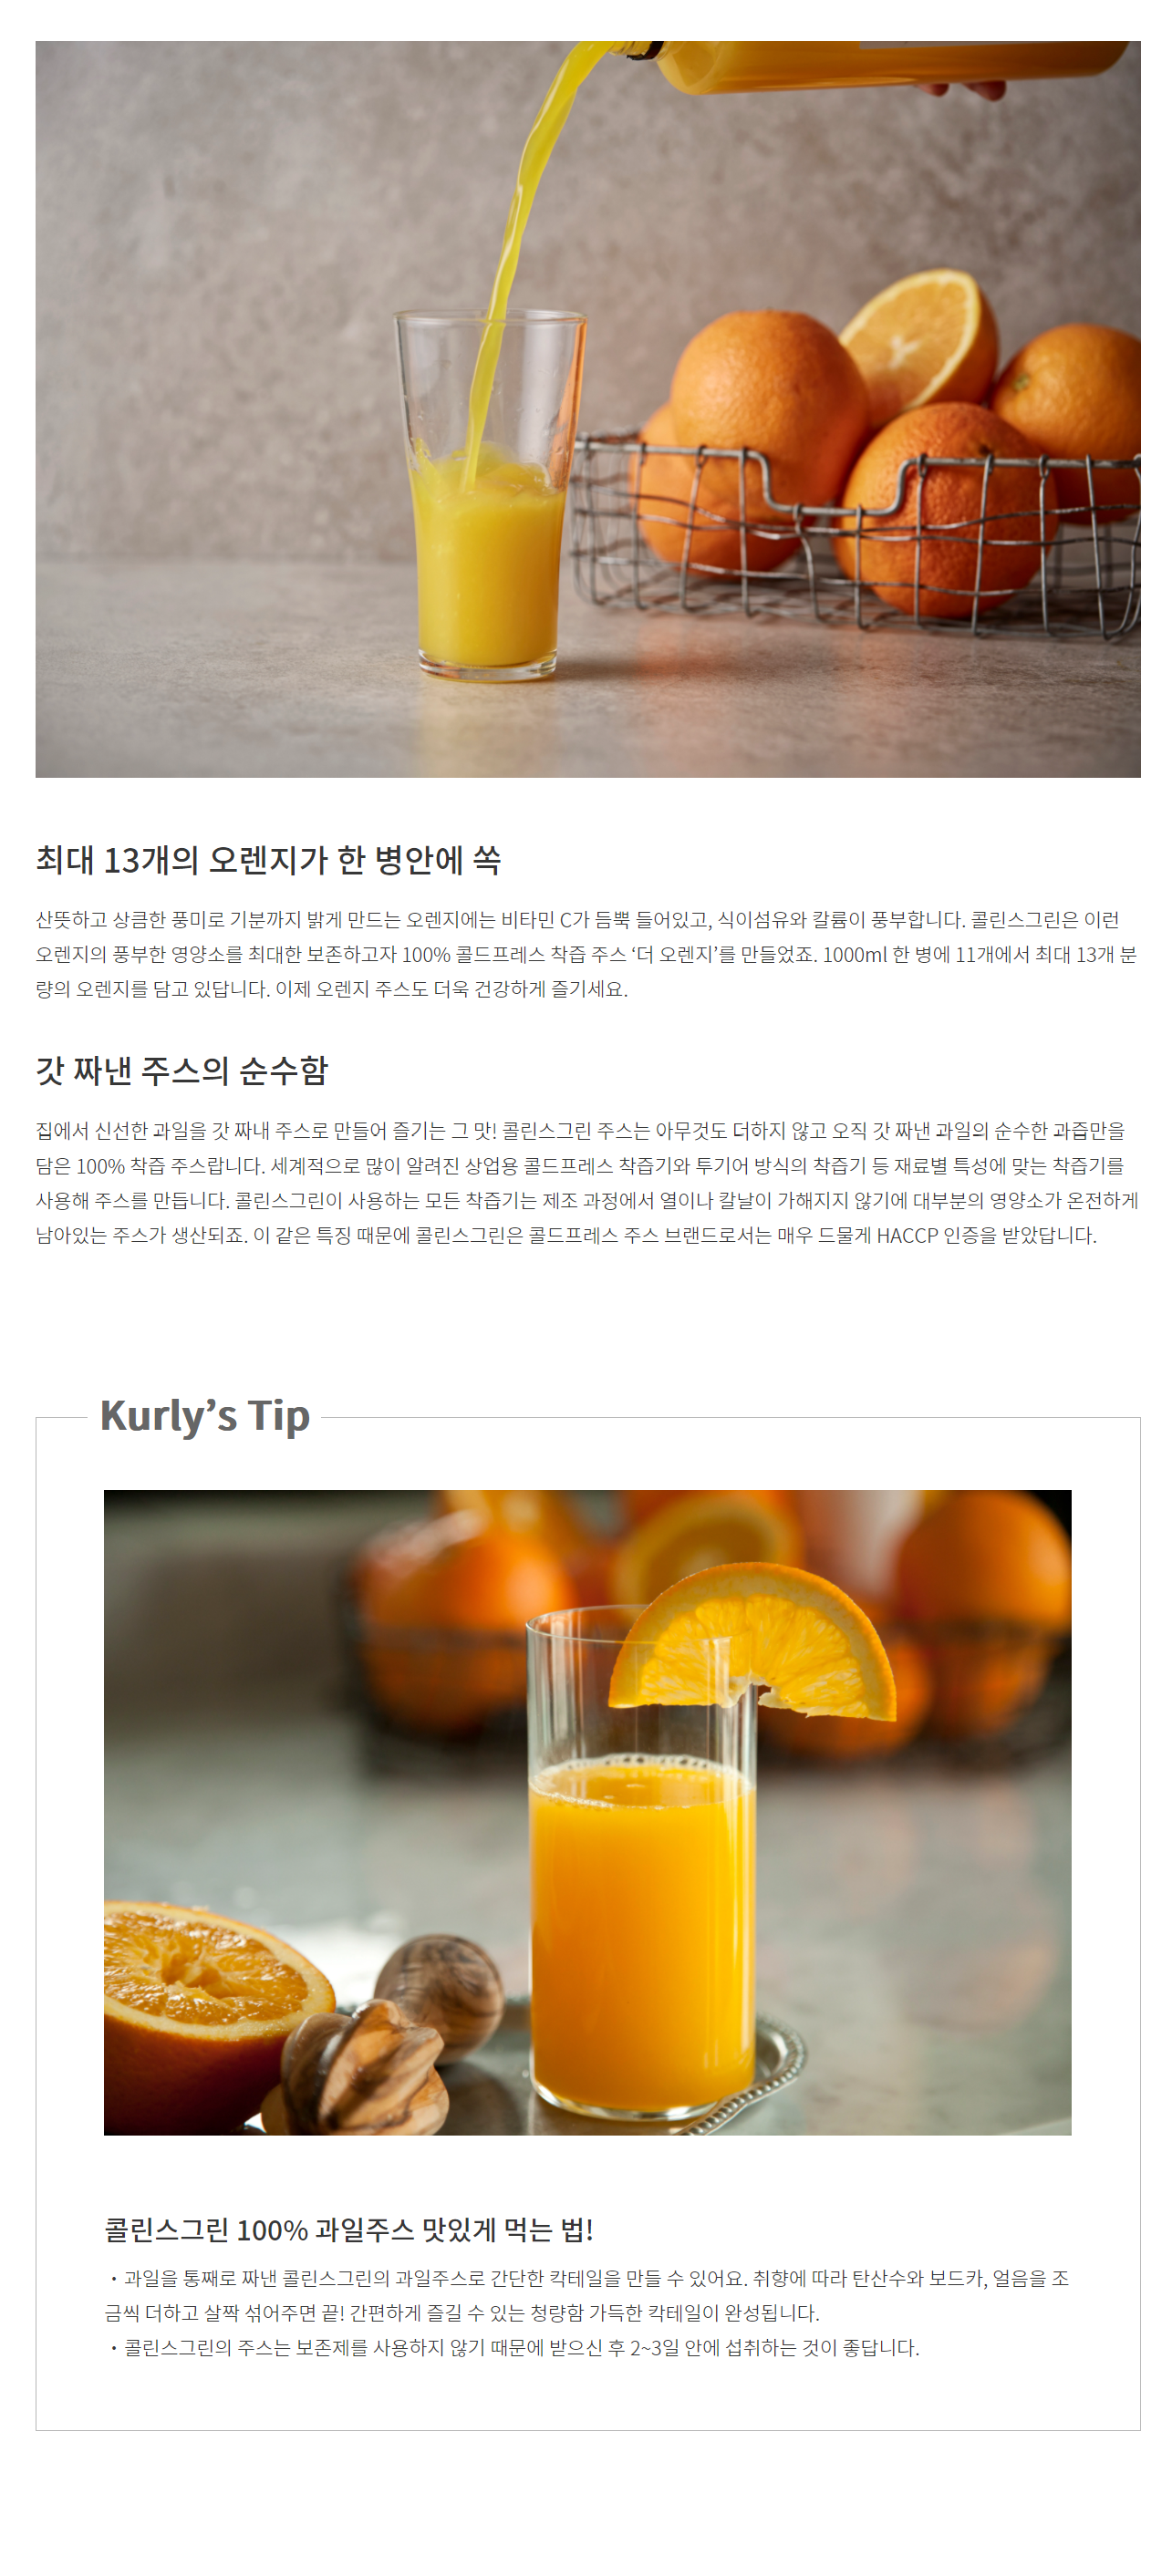 최대 13개의 오렌지가 한 병안에 쏙
산뜻하고 상큼한 풍미로 기분까지 밝게 만드는 오렌지에는 비타민 C가 듬뿍 들어있고, 식이섬유와 칼륨이 풍부합니다. 콜린스그린은 이런
오렌지의 풍부한 영양소를 최대한 보존하고자 100% 콜드프레스 착즙 주스 ‘더 오렌지’를 만들었죠. 1000ml 한 병에 11개에서 최대 13개 분
량의 오렌지를 담고 있답니다. 이제 오렌지 주스도 더욱 건강하게 즐기세요.
갓 짜낸 주스의 순수함
집에서 신선한 과일을 갓 짜내 주스로 만들어 즐기는 그 맛! 콜린스그린 주스는 아무것도 더하지 않고 오직 갓 짜낸 과일의 순수한 과즙만을
담은 100% 착즙 주스랍니다. 세계적으로 많이 알려진 상업용 콜드프레스 착즙기와 투기어 방식의 착즙기 등 재료별 특성에 맞는 착즙기를
사용해 주스를 만듭니다. 콜린스그린이 사용하는 모든 착즙기는 제조 과정에서 열이나 칼날이 가해지지 않기에 대부분의 영양소가 온전하게
남아있는 주스가 생산되죠. 이 같은 특징 때문에 콜린스그린은 콜드프레스 주스 브랜드로서는 매우 드물게 HACCP 인증을 받았답니다.
Kurly’s Tip
콜린스그린 100% 과일주스 맛있게 먹는 법!
・과일을 통째로 짜낸 콜린스그린의 과일주스로 간단한 칵테일을 만들 수 있어요. 취향에 따라 탄산수와 보드카, 얼음을 조
금씩 더하고 살짝 섞어주면 끝! 간편하게 즐길 수 있는 청량함 가득한 칵테일이 완성됩니다.
・콜린스그린의 주스는 보존제를 사용하지 않기 때문에 받으신 후 2~3일 안에 섭취하는 것이 좋답니다.